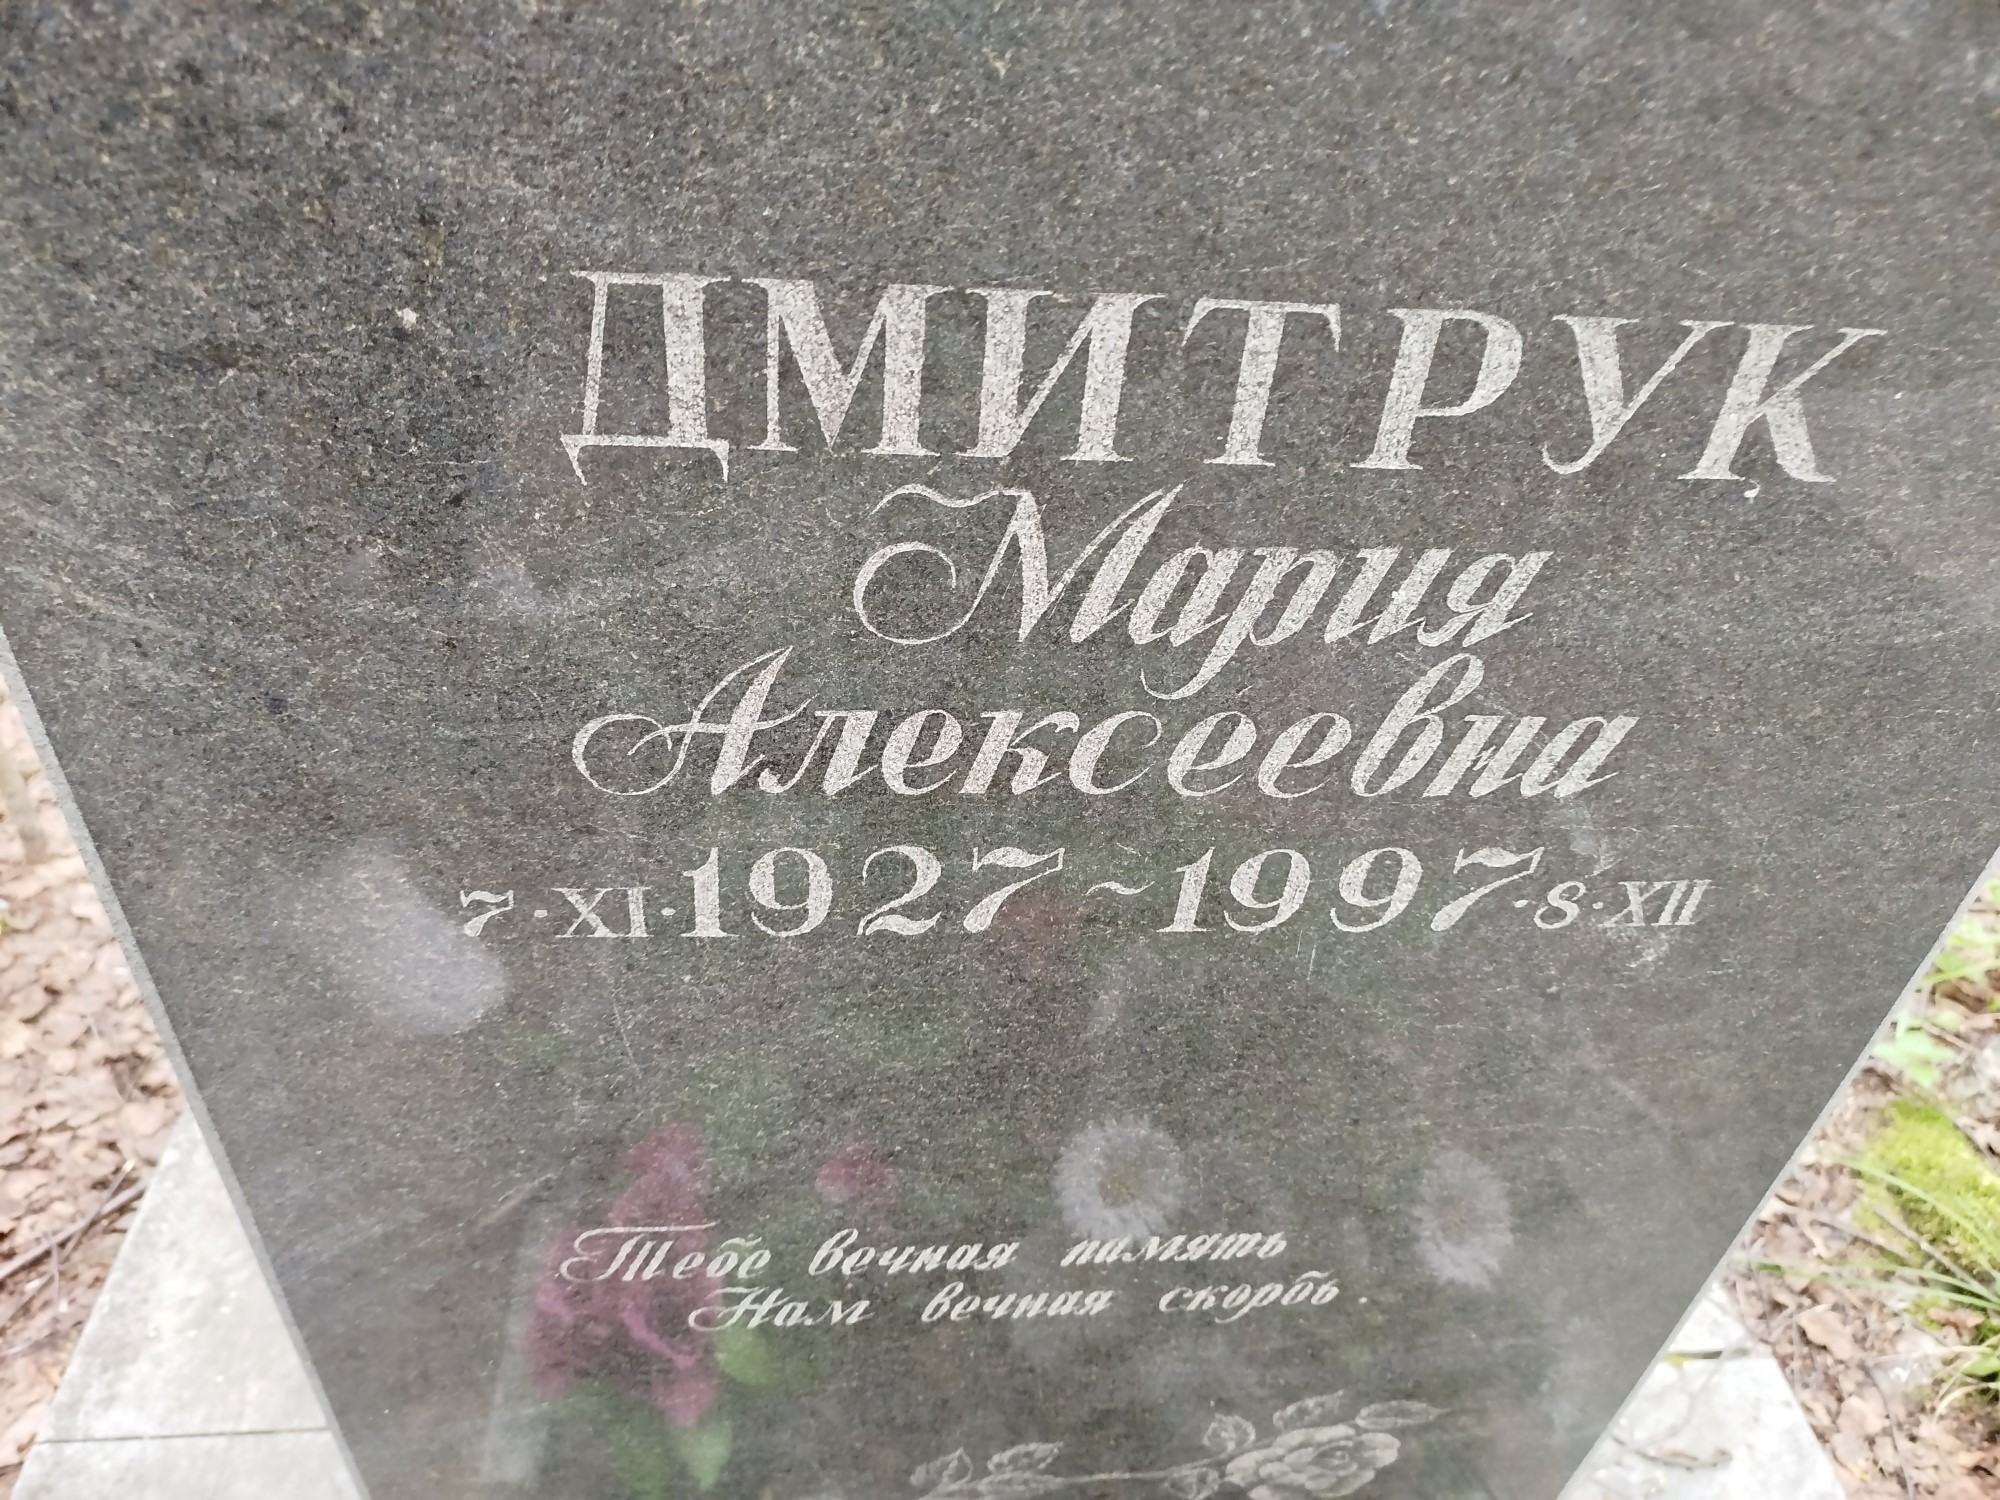 ДМИТРУК
Мария
Алексеевна
7·XI·1927~1997·8·XII
Тебе вечная память
Нам вечная скорбь.